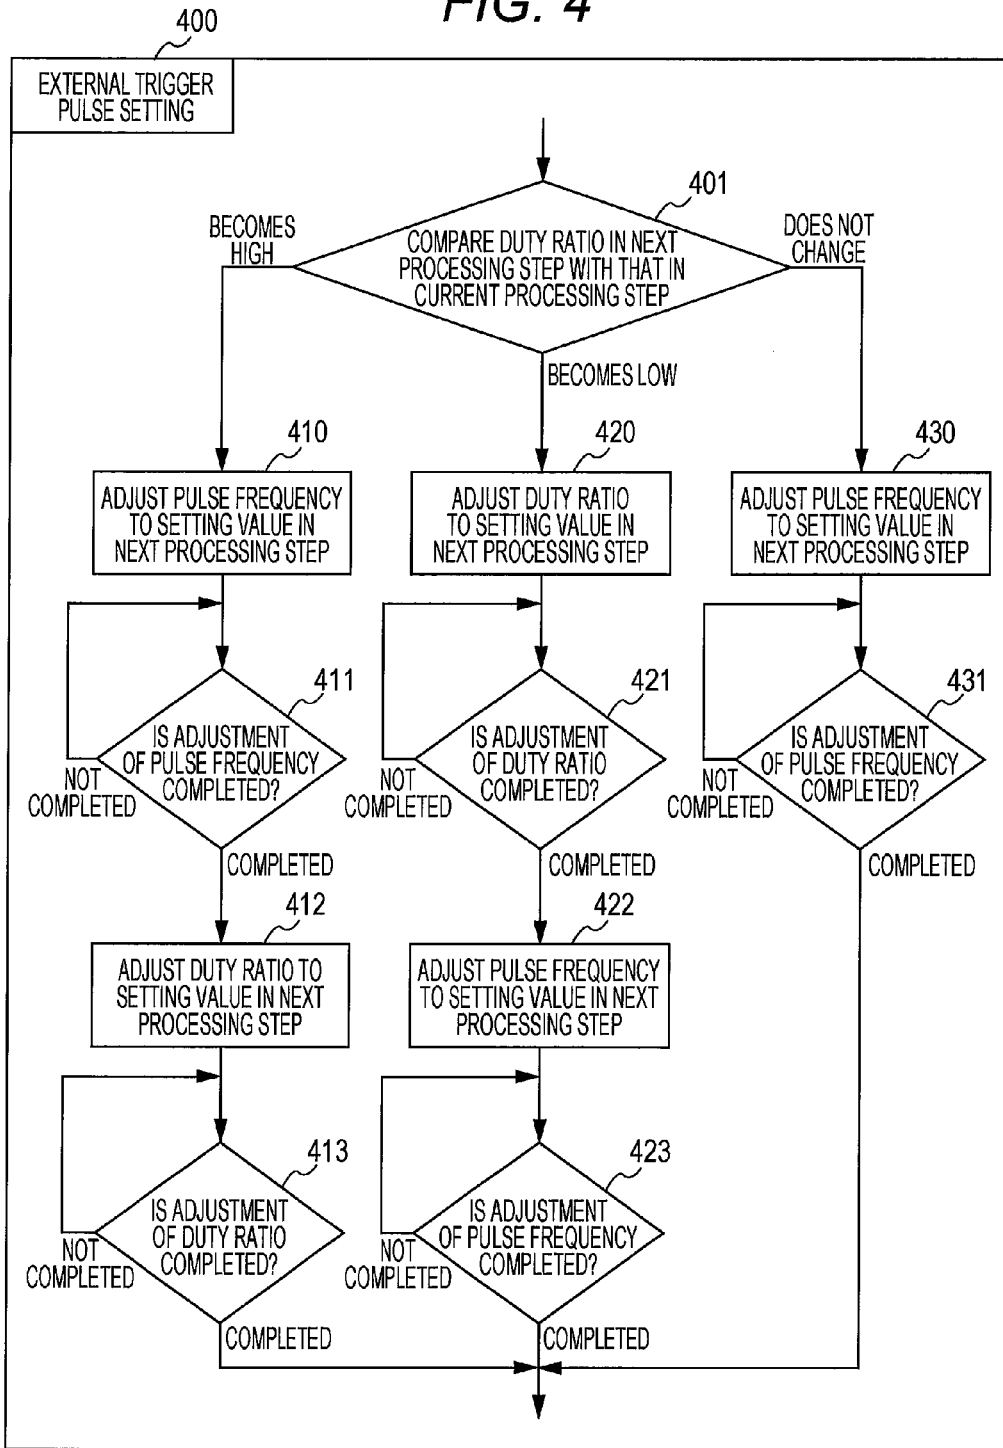 FIG. 4
400
EXTERNAL TRIGGER
PULSE SETTING
401
BECOMES
HIGH
COMPARE DUTY RATIO IN NEXT
PROCESSING STEP WITH THAT IN
CURRENT PROCESSING STEP
DOES NOT
CHANGE
BECOMES LOW
410
ADJUST PULSE FREQUENCY
TO SETTING VALUE IN
NEXT PROCESSING STEP
420
ADJUST DUTY RATIO
TO SETTING VALUE IN
NEXT PROCESSING STEP
430
ADJUST PULSE FREQUENCY
TO SETTING VALUE IN
NEXT PROCESSING STEP
411
IS ADJUSTMENT
OF PULSE FREQUENCY
COMPLETED?
NOT
COMPLETED
COMPLETED
421
IS ADJUSTMENT
OF DUTY RATIO
COMPLETED?
NOT
COMPLETED
COMPLETED
431
IS ADJUSTMENT
OF PULSE FREQUENCY
COMPLETED?
NOT
COMPLETED
COMPLETED
412
ADJUST DUTY RATIO TO
SETTING VALUE IN NEXT
PROCESSING STEP
422
ADJUST PULSE FREQUENCY
TO SETTING VALUE IN NEXT
PROCESSING STEP
413
IS ADJUSTMENT
OF DUTY RATIO
COMPLETED?
NOT
COMPLETED
COMPLETED
423
IS ADJUSTMENT
OF PULSE FREQUENCY
COMPLETED?
NOT
COMPLETED
COMPLETED